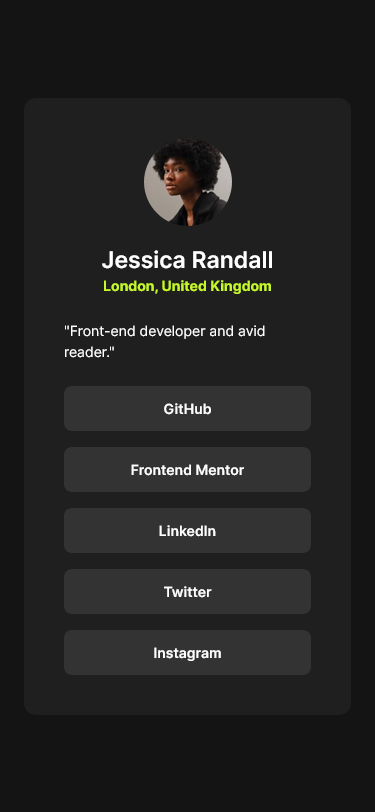 Jessica Randall
London, United Kingdom
"Front-end developer and avid
reader."
GitHub
Frontend Mentor
LinkedIn
Twitter
Instagram